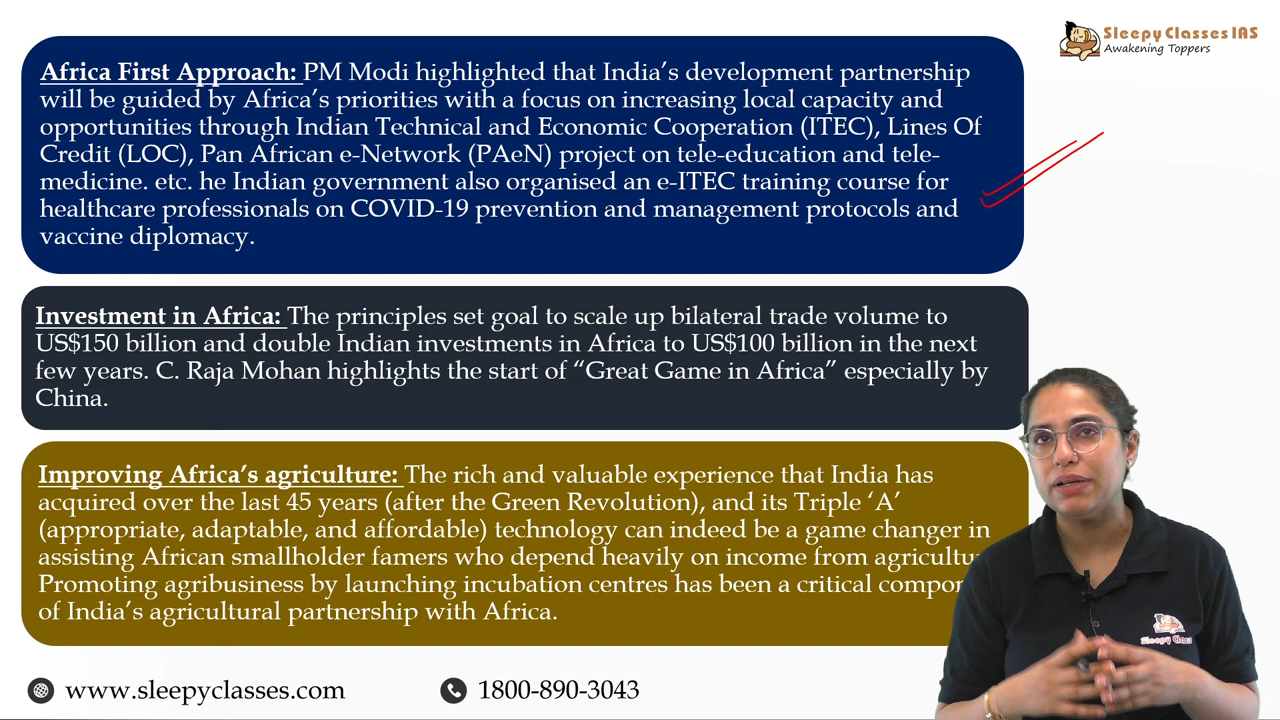 Sleepy Classes IAS
Awakening Toppers
Africa First Approach: PM Modi highlighted that India's development partnership
will be guided by Africa's priorities with a focus on increasing local capacity and
opportunities through Indian Technical and Economic Cooperation (ITEC), Lines Of
Credit (LOC), Pan African e-Network (PAeN) project on tele-education and tele-
medicine. etc. he Indian government also organised an e-ITEC training course for
healthcare professionals on COVID-19 prevention and management protocols and
vaccine diplomacy.
Investment in Africa: The principles set goal to scale up bilateral trade volume to
US$150 billion and double Indian investments in Africa to US$100 billion in the next
few years. C. Raja Mohan highlights the start of “Great Game in Africa” especially by
China.
Improving Africa's agriculture: The rich and valuable experience that India has
acquired over the last 45 years (after the Green Revolution), and its Triple ‘A’
(appropriate, adaptable, and affordable) technology can indeed be a game changer in
assisting African smallholder famers who depend heavily on income from agricultu
Promoting agribusiness by launching incubation centres has been a critical compon
of India's agricultural partnership with Africa.
www.sleepyclasses.com
1800-890-3043